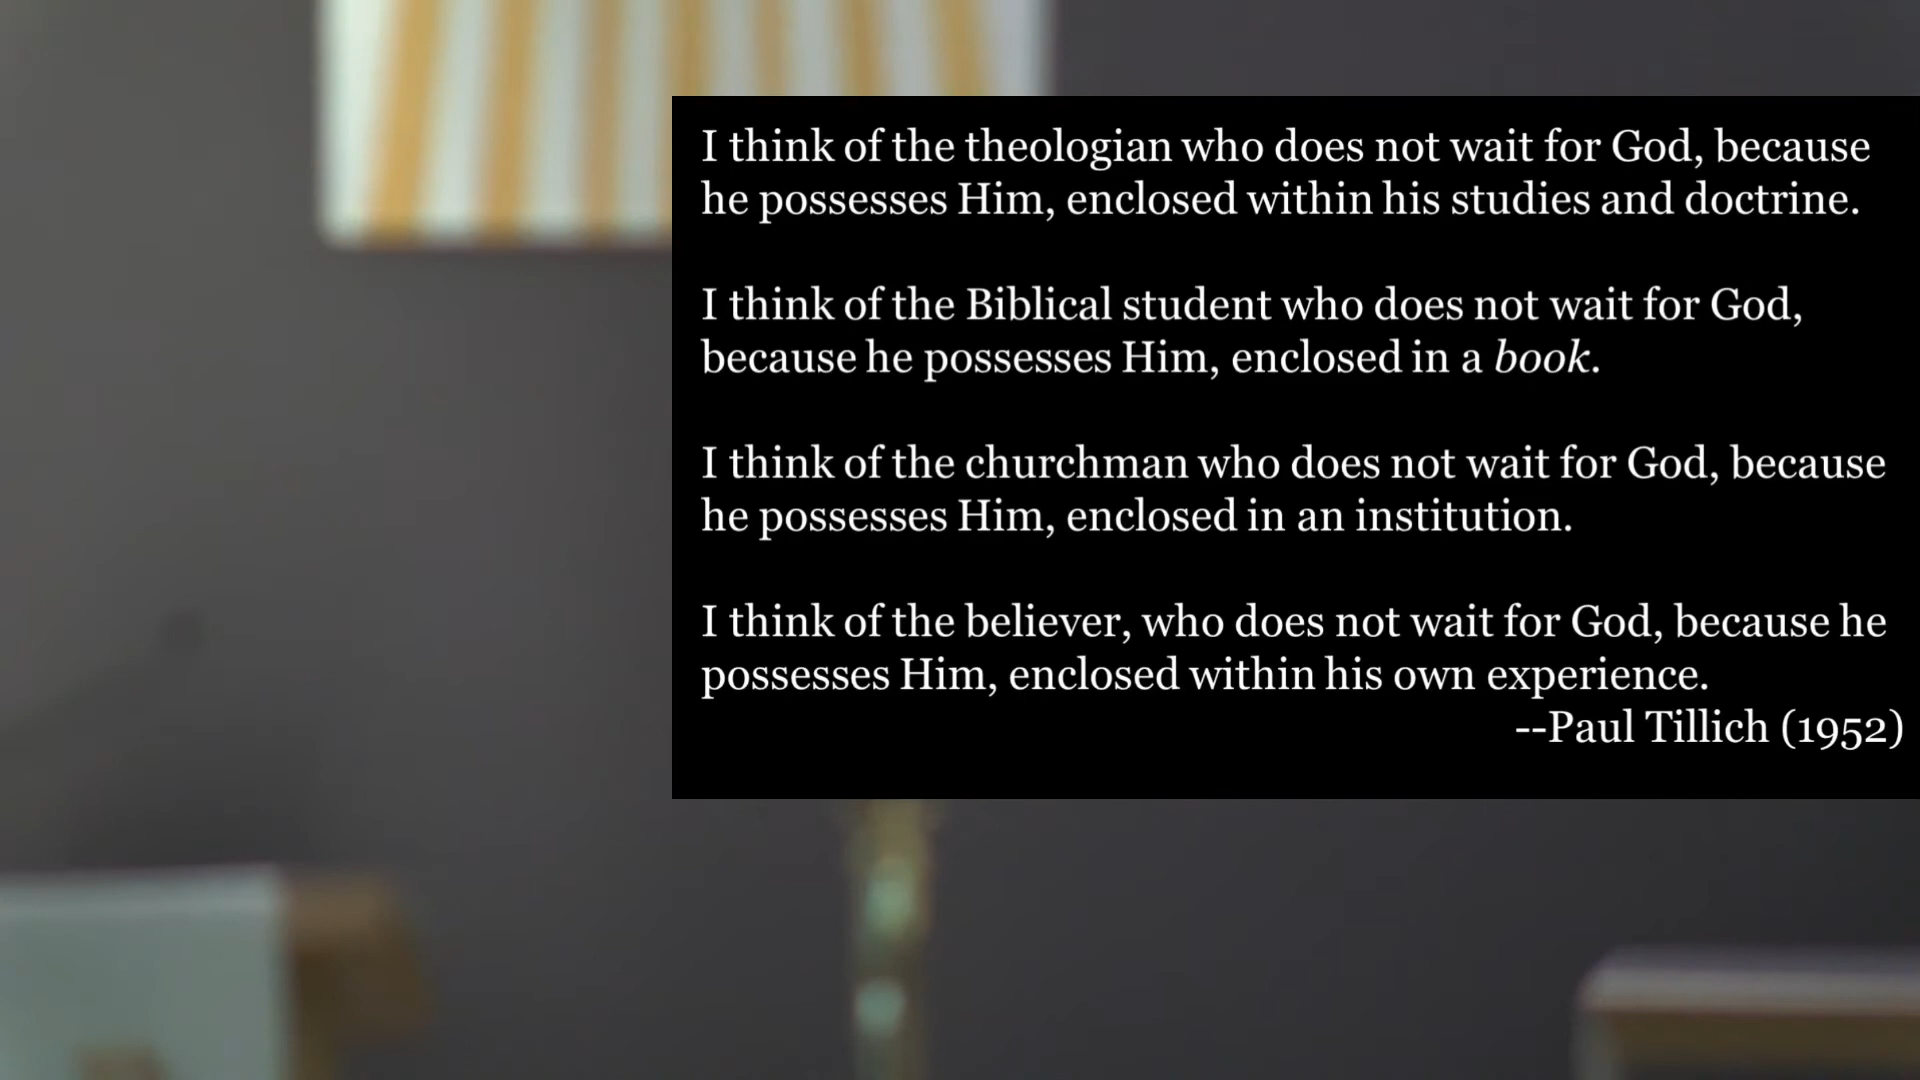 I think of the theologian who does not wait for God, because
he possesses Him, enclosed within his studies and doctrine.
I think of the Biblical student who does not wait for God,
because he possesses Him, enclosed in a book.
I think of the churchman who does not wait for God, because
he possesses Him, enclosed in an institution.
I think of the believer, who does not wait for God, because he
possesses Him, enclosed within his own experience.
--Paul Tillich (1952)